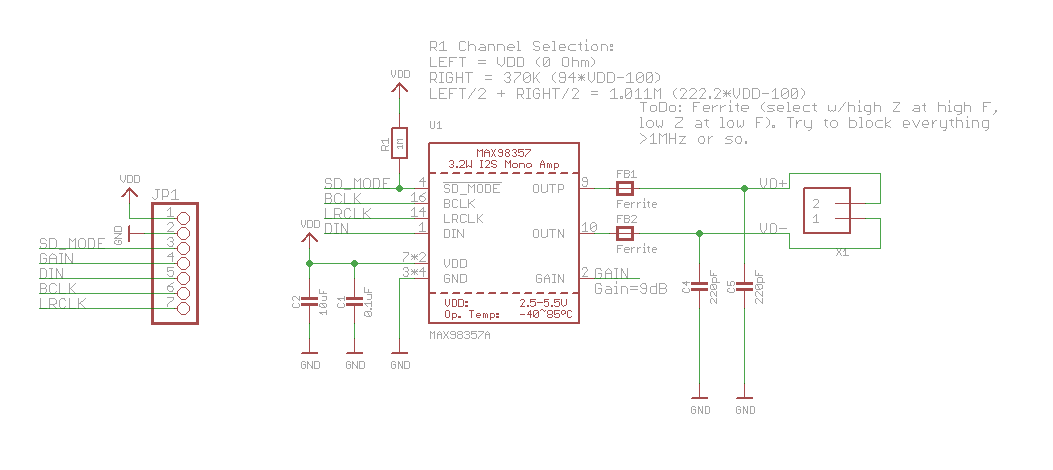 R1 Channel Selection:
LEFT = VDD (0 Ohm)
RIGHT = 370K (94*VDD-100)
LEFT/2 + RIGHT/2 = 1.011M (222.2*VDD-100)
ToDo: Ferrite (select w/high Z at high F,
low Z at low F). Try to block everything
>1MHz or so.
VDD
R1
1M
U1
MAX98357
3.2W I2S Mono Amp
SD_MODE
4
SD_MODE
OUTP
9
BCLK
16
BCLK
LRCLK
14
LRCLK
OUTN
10
DIN
1
DIN
VDD
7*2
VDD
3*4
GND
GAIN
2
GAIN
Gain=9dB
VDD:
2.5-5.5V
Op. Temp:
-40~85ºC
MAX98357A
FB1
Ferrite
FB2
Ferrite
VD+
VD-
2
1
X1
C4
220pF
C5
220pF
GND
GND
C2
10uF
C1
0.1uF
GND
GND
GND
VDD
JP1
GND
1
2
SD_MODE
3
GAIN
4
DIN
5
BCLK
6
LRCLK
7